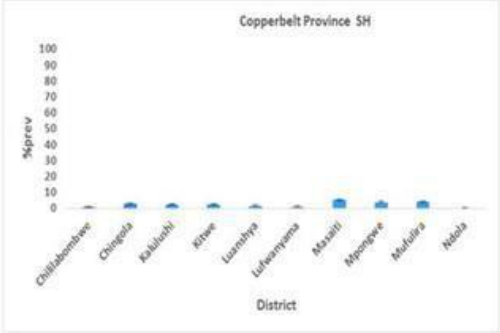 Copperbelt Province SH
100
90
80
70
60
50
40
30
20
10
0
%prev
Chililabombwe
Chingola
Kalulushi
Kitwe
Luanshya
Lufwanyama
Masaiti
Mpongwe
Mufulira
Ndola
District